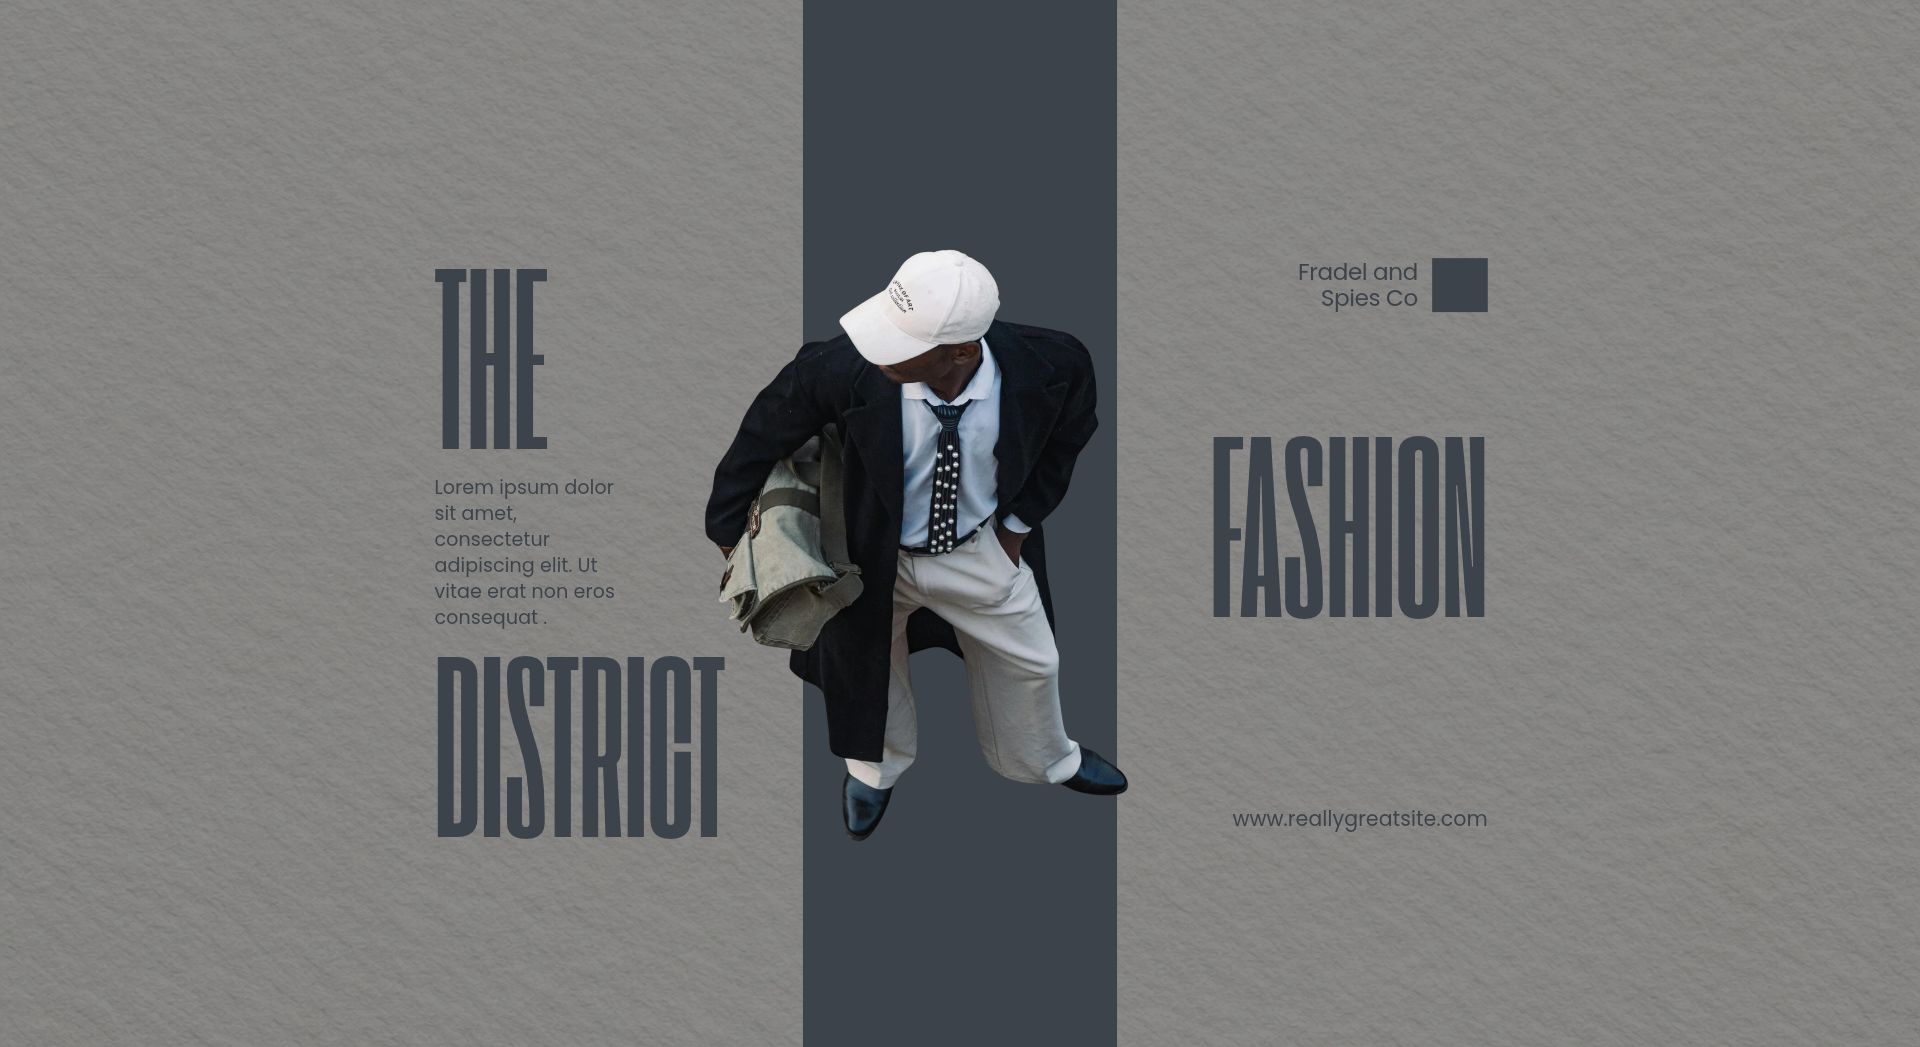 THE
Lorem ipsum dolor
sit amet,
consectetur
adipiscing elit. Ut
vitae erat non eros
consequat .
DISTRICT
Fradel and
Spies Co
FASHION
www.reallygreatsite.com